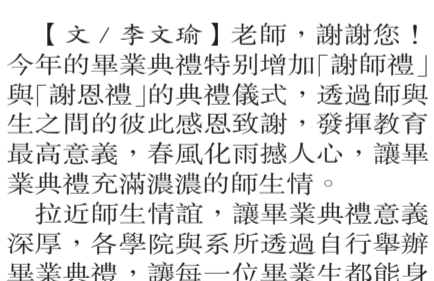 【文／李文瑜】老師，謝謝您！
今年的畢業典禮特別增加「謝師禮」
與「謝恩禮」的典禮儀式，透過師與
生之間的彼此感恩致謝，發揮教育
最高意義，春風化雨撼人心，讓畢
業典禮充滿濃濃的師生情。
拉近師生情誼，讓畢業典禮意義
深厚，各學院與系所透過自行舉辦
畢業典禮，讓每一位畢業生都能身